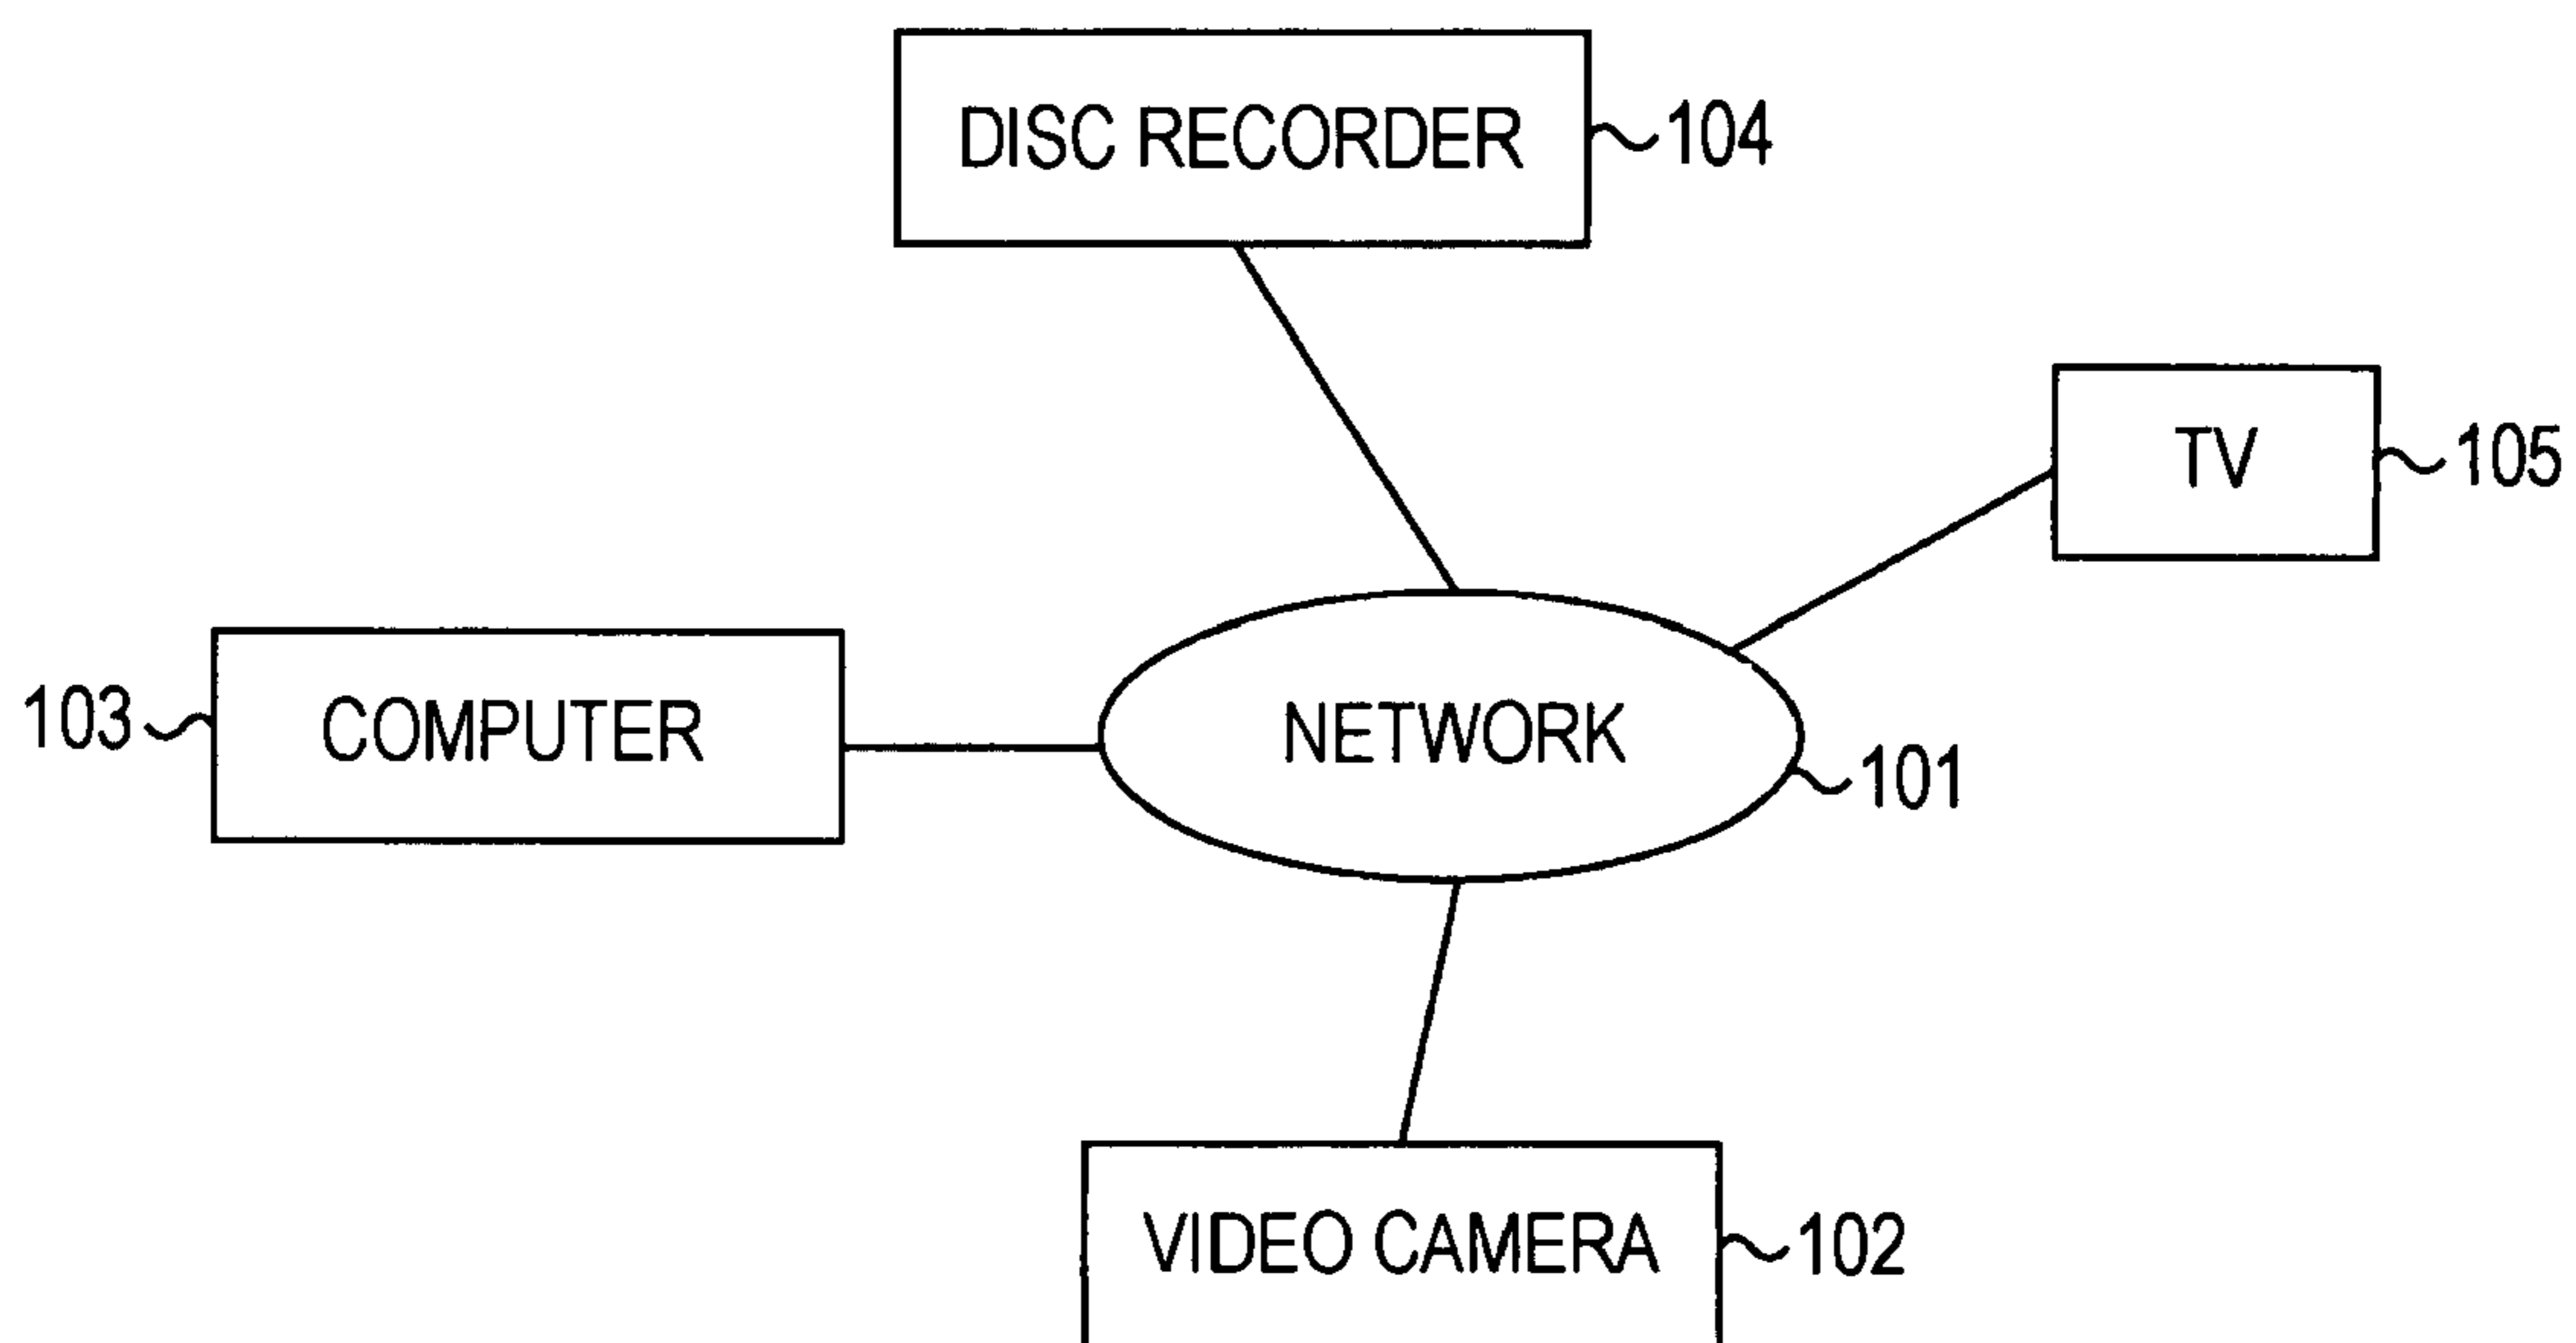 DISC RECORDER 104
TV 105
103 COMPUTER
NETWORK 101
VIDEO CAMERA 102